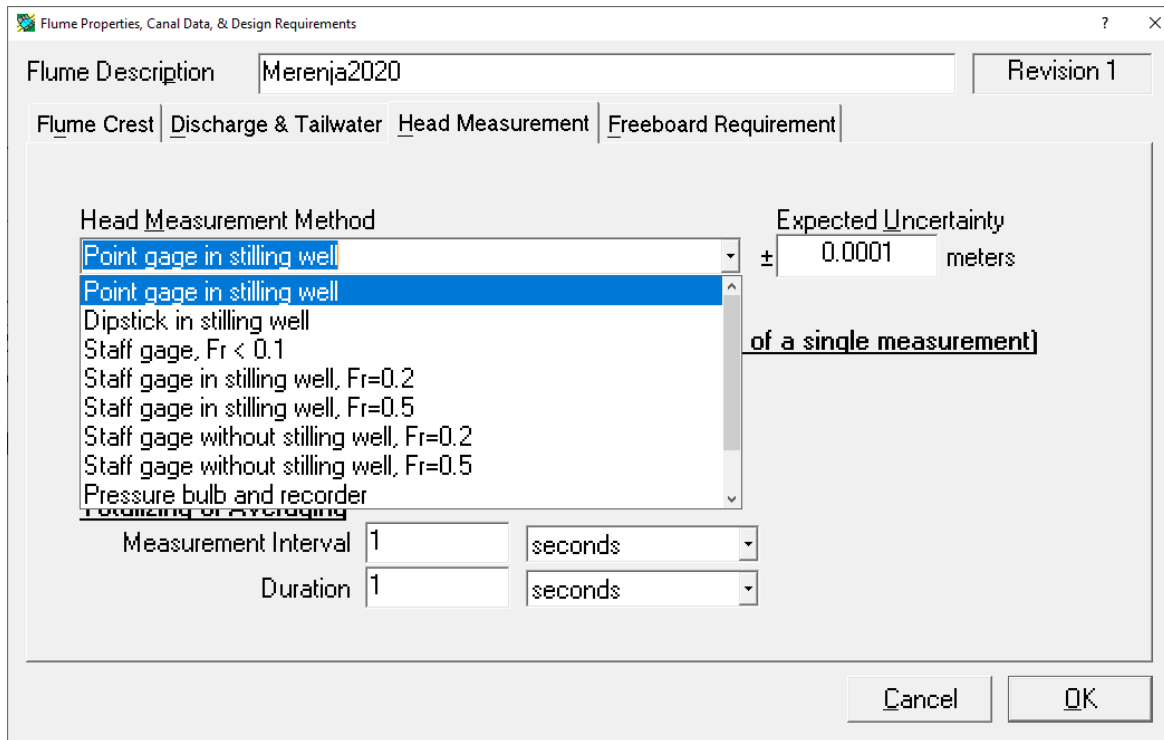 Flume Properties, Canal Data, & Design Requirements
? ×
Flume Description Merenja2020 Revision 1
Flume Crest Discharge & Tailwater Head Measurement Freeboard Requirement
Head Measurement Method Expected Uncertainty
Point gage in stilling well ± 0.0001 meters
Point gage in stilling well
Dipstick in stilling well
Staff gage, Fr < 0.1 of a single measurement)
Staff gage in stilling well, Fr=0.2
Staff gage in stilling well, Fr=0.5
Staff gage without stilling well, Fr=0.2
Staff gage without stilling well, Fr=0.5
Pressure bulb and recorder
Totalizing or Averaging
Measurement Interval 1 seconds
Duration 1 seconds
Cancel OK